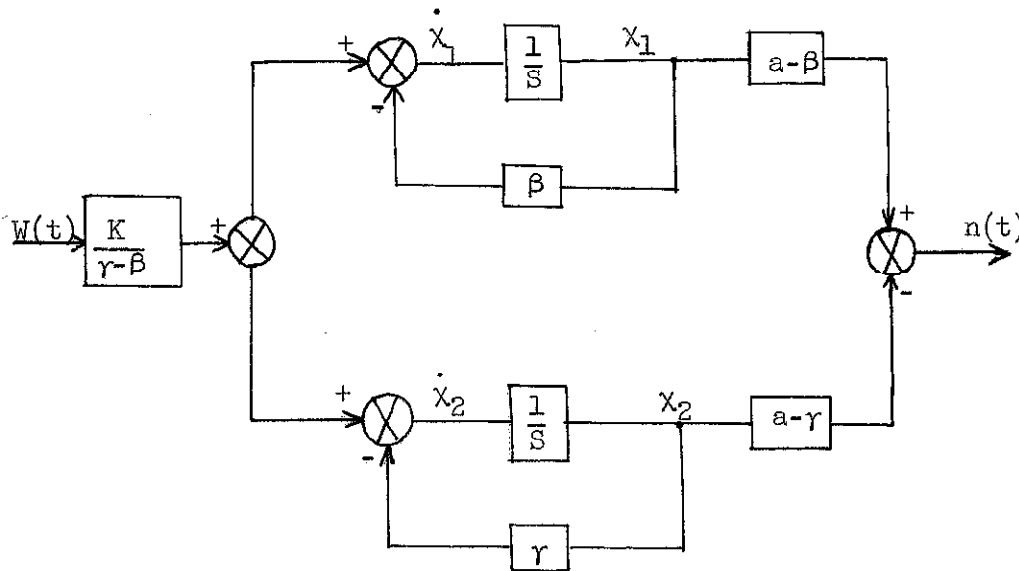 +
Ẋ1
1
S
X1
a-β
-
β
W(t)
K
γ-β
+
+
n(t)
-
+
Ẋ2
1
S
X2
a-γ
-
γ